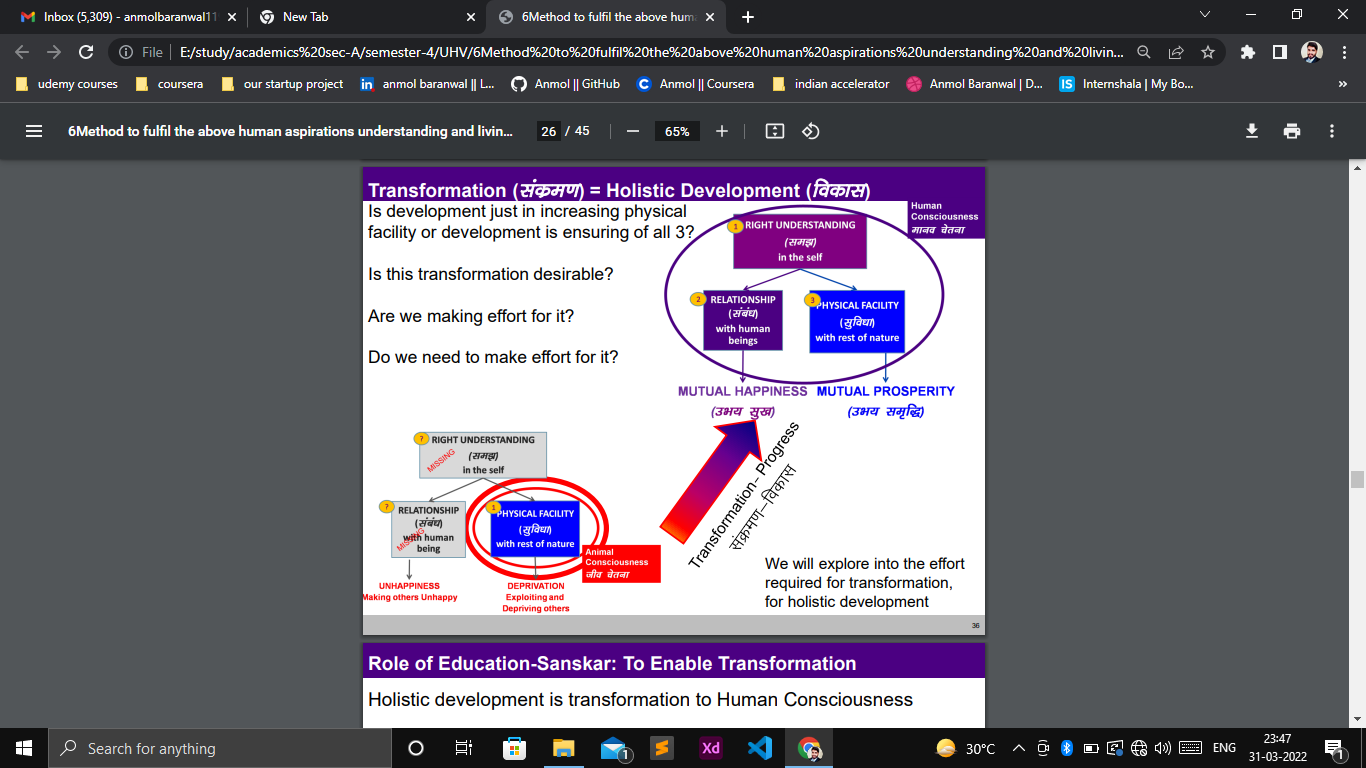 Inbox (5,309) - anmolbaranwal11
New Tab
6Method to fulfil the above huma
File
E:/study/academics%20sec-A/semester-4/UHV/6Method%20to%20fulfil%20the%20above%20human%20aspirations%20understanding%20and%20livin...
udemy courses
coursera
our startup project
in
anmol baranwal || L...
Anmol || GitHub
C
Anmol || Coursera
indian accelerator
Anmol Baranwal | D...
IS
Internshala | My Bo...
»
6Method to fulfil the above human aspirations understanding and livin...
26 / 45
65%
Transformation (संक्रमण) = Holistic Development (विकास)
Is development just in increasing physical
facility or development is ensuring of all 3?
Is this transformation desirable?
Are we making effort for it?
Do we need to make effort for it?
Human
Consciousness
मानव चेतना
1
RIGHT UNDERSTANDING
(समझ)
in the self
2
RELATIONSHIP
(संबंध)
with human
beings
3
PHYSICAL FACILITY
(सुविधा)
with rest of nature
MUTUAL HAPPINESS
(उभय सुख)
MUTUAL PROSPERITY
(उभय समृद्धि)
?
RIGHT UNDERSTANDING
(समझ)
in the self
MISSING
?
RELATIONSHIP
(संबंध)
with human
being
MISSING
1
PHYSICAL FACILITY
(सुविधा)
with rest of nature
Animal
Consciousness
जीव चेतना
UNHAPPINESS
Making others Unhappy
DEPRIVATION
Exploiting and
Depriving others
Transformation- Progress
संक्रमण–विकास
We will explore into the effort
required for transformation,
for holistic development
36
Role of Education-Sanskar: To Enable Transformation
Holistic development is transformation to Human Consciousness
Search for anything
1
S
Xd
30°C
ENG
23:47
31-03-2022
1